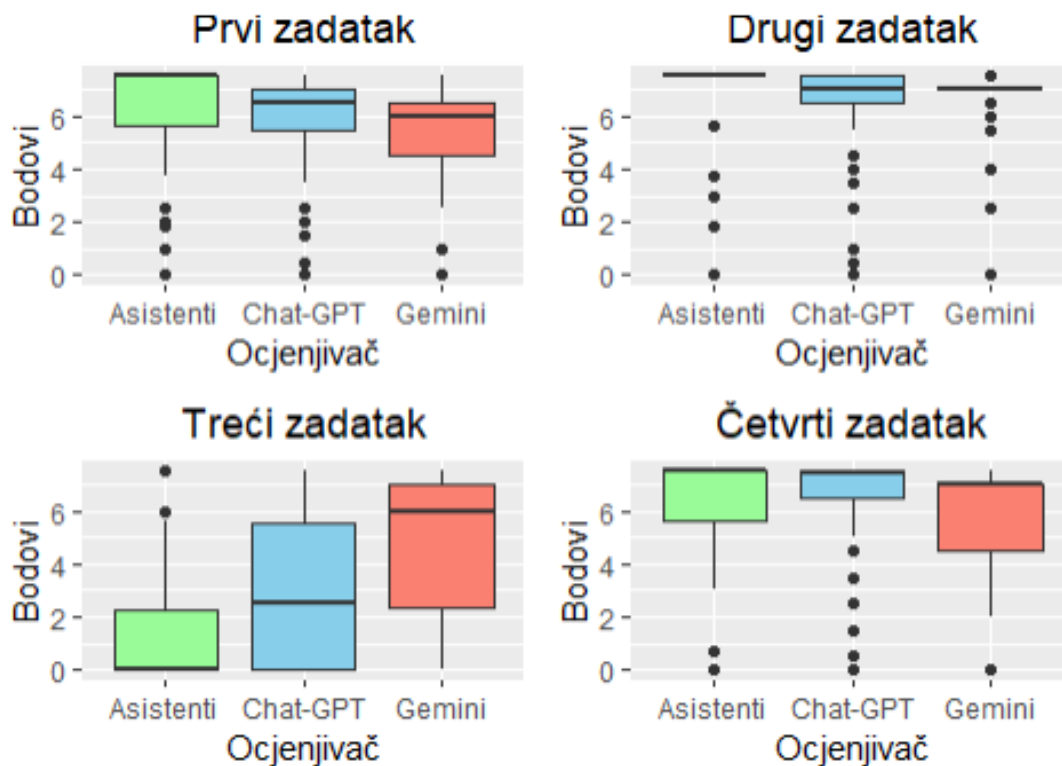 Prvi zadatak
Bodovi
6
4
2
0
Asistenti Chat-GPT Gemini
Ocjenjivač
Drugi zadatak
Bodovi
6
4
2
0
Asistenti Chat-GPT Gemini
Ocjenjivač
Treći zadatak
Bodovi
6
4
2
0
Asistenti Chat-GPT Gemini
Ocjenjivač
Četvrti zadatak
Bodovi
6
4
2
0
Asistenti Chat-GPT Gemini
Ocjenjivač